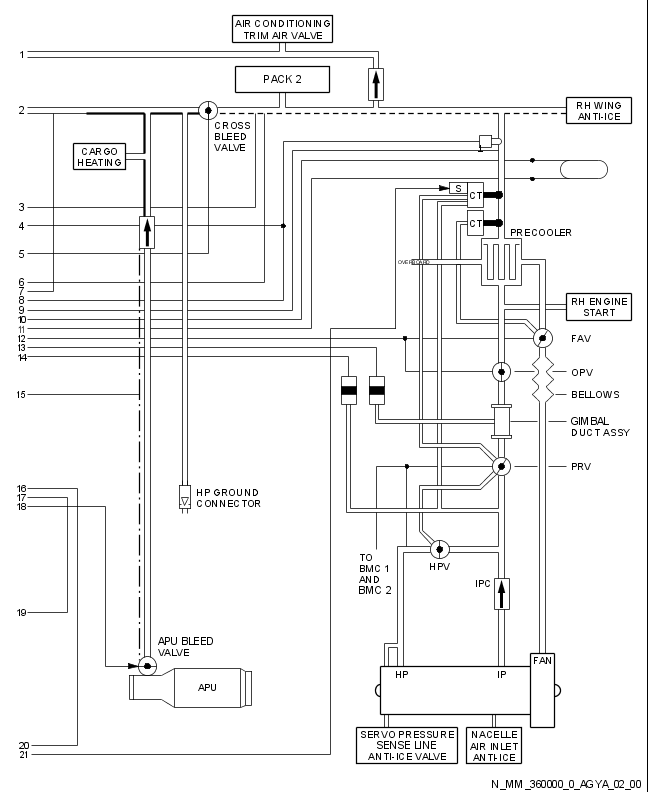 AIR CONDITIONING
TRIM AIR VALVE
1
PACK 2
2
RH WING
ANTI-ICE
CROSS
BLEED
VALVE
CARGO
HEATING
1
S
CT
3
4
CT
PRECOOLER
5
OVERBOARD
6
7
8
9
10
11
12
13
14
RH ENGINE
START
FAV
OPV
15
BELLOWS
GIMBAL
DUCT ASSY
PRV
16
17
18
HP GROUND
CONNECTOR
TO
BMC 1
AND
BMC 2
HPV
IPC
19
APU BLEED
VALVE
APU
HP
IP
FAN
20
21
SERVO PRESSURE
SENSE LINE
ANTI-ICE VALVE
NACELLE
AIR INLET
ANTI-ICE
N_MM_360000_0_AGYA_02_00